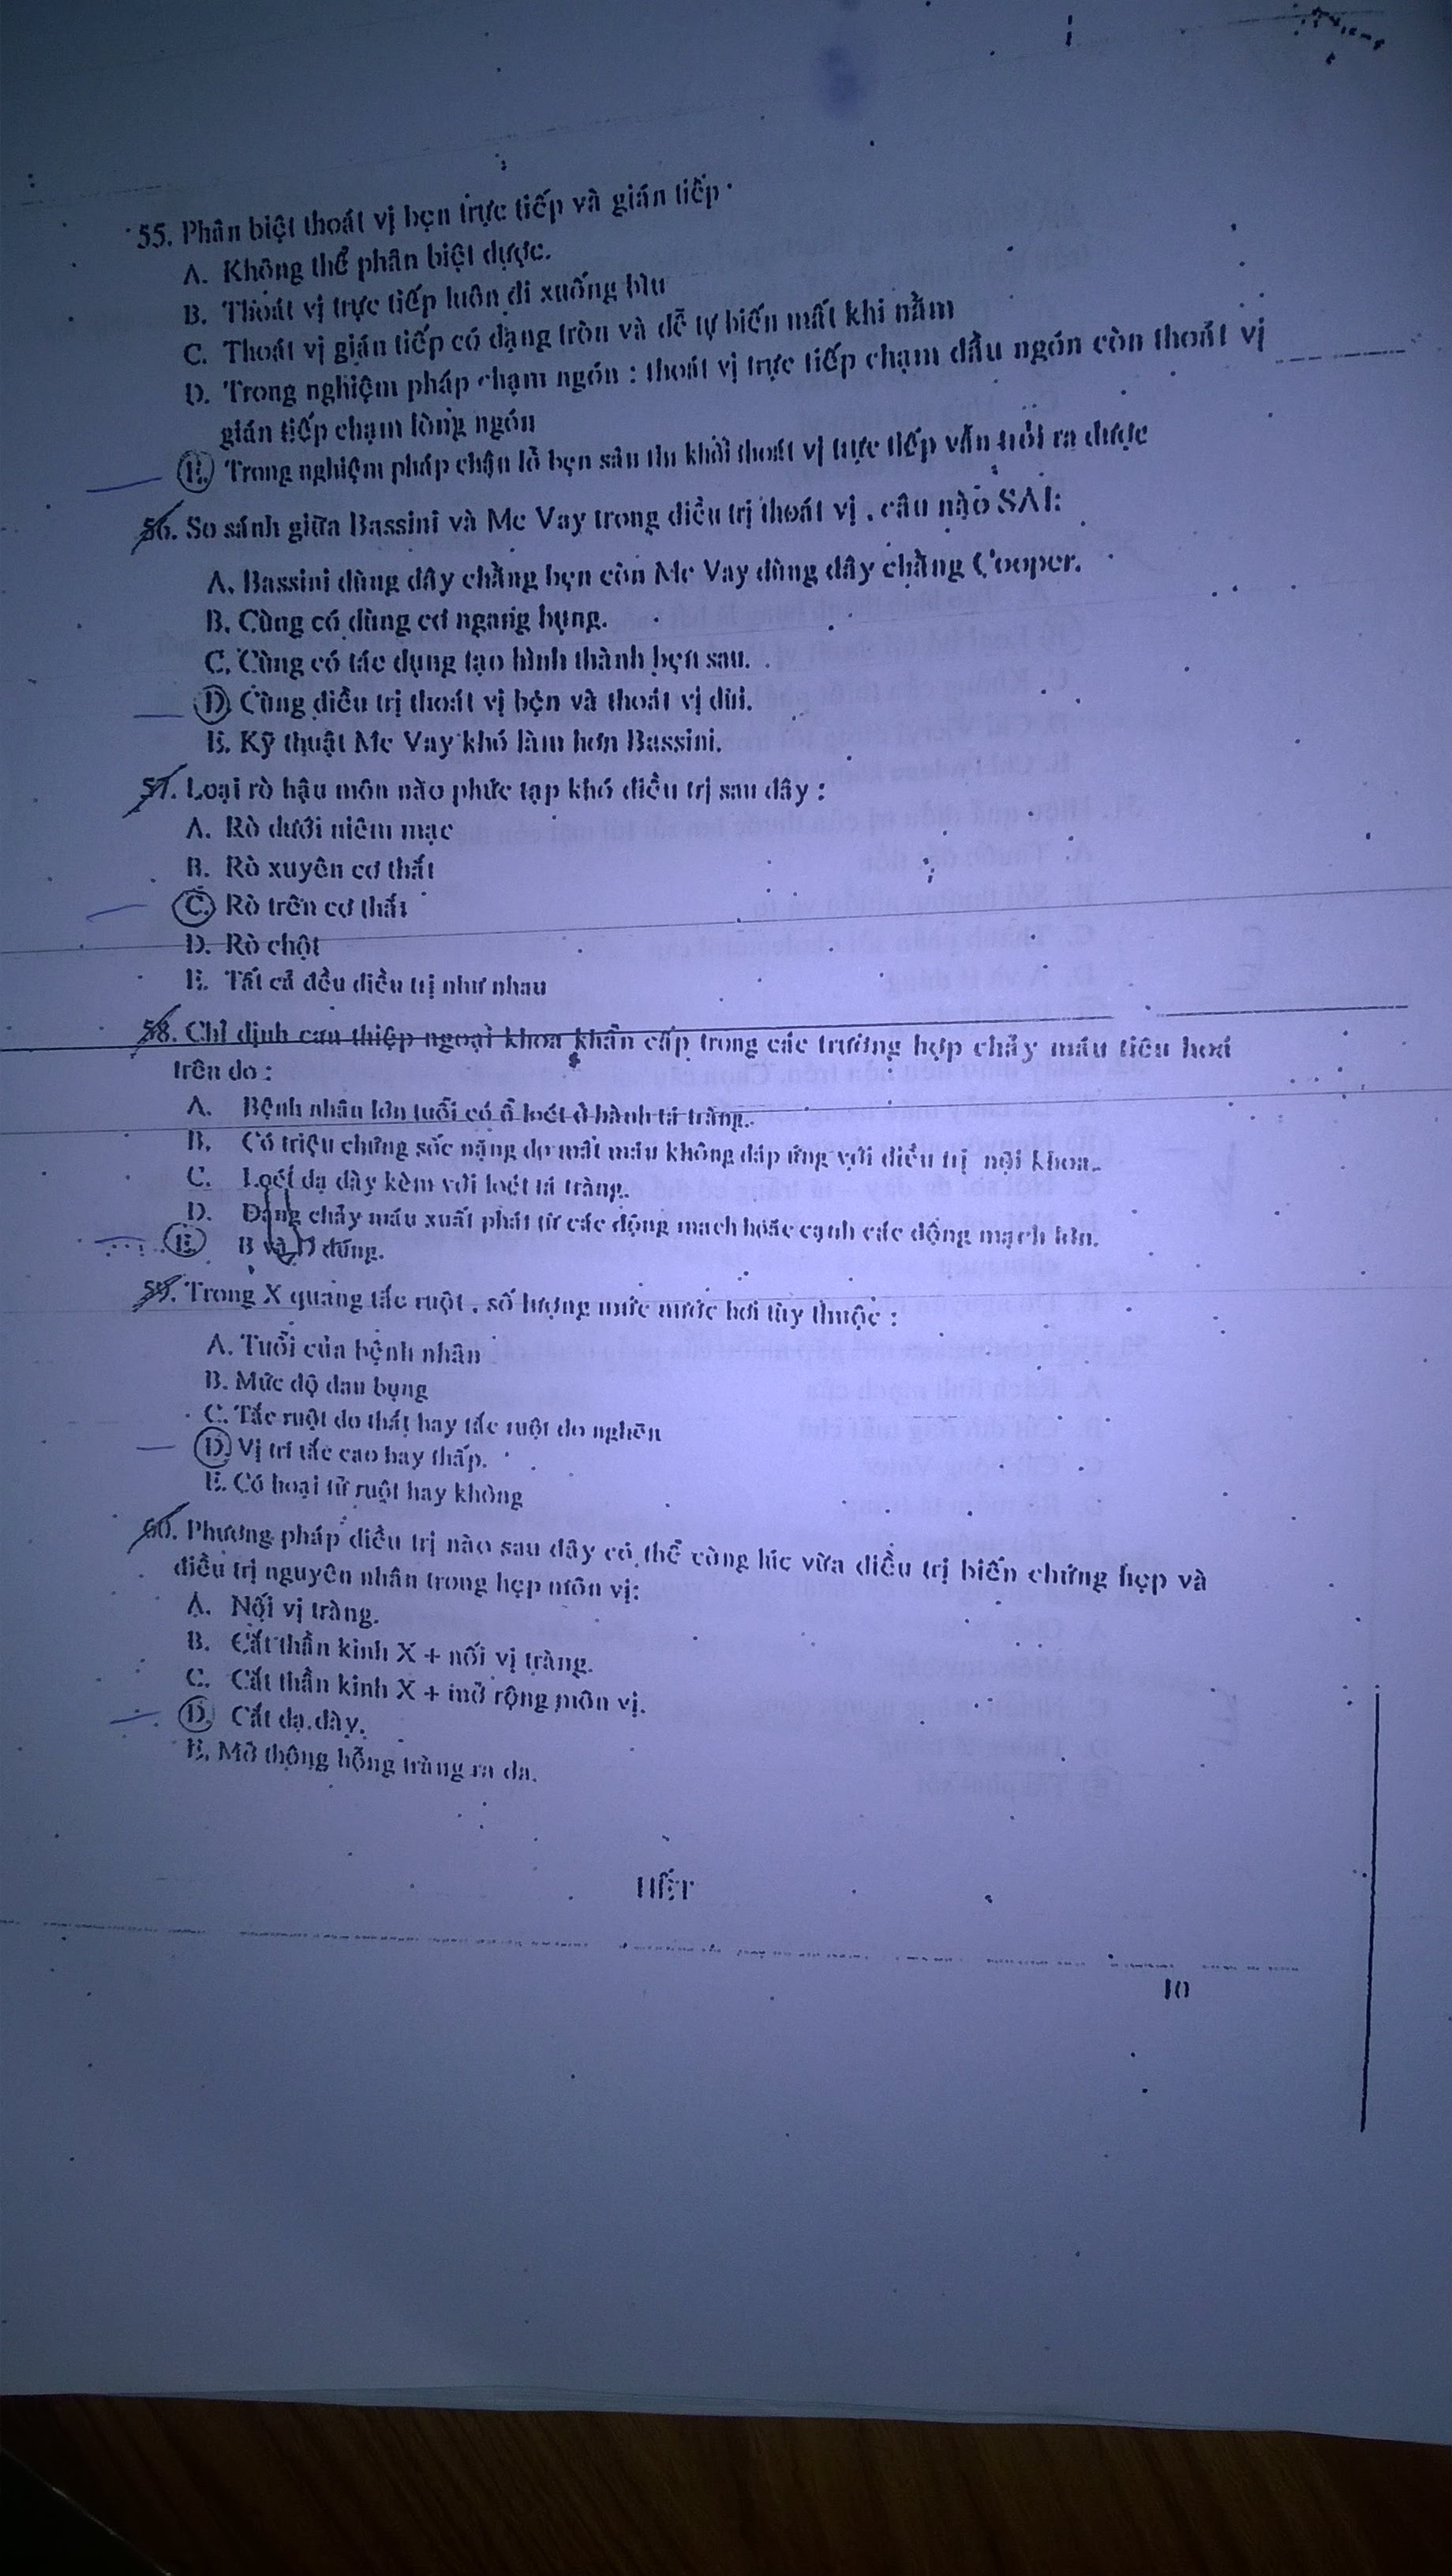 55. Phân biệt thoát vị bẹn trực tiếp và gián tiếp
A. Không thể phân biệt được.
B. Thoát vị trực tiếp luôn đi xuống bìu
C. Thoát vị gián tiếp có dạng tròn và dễ tự biến mất khi nằm
D. Trong nghiệm pháp chạm ngón : thoát vị trực tiếp chạm đầu ngón còn thoát vị
gián tiếp chạm lòng ngón
E. Trong nghiệm pháp chận lỗ bẹn sâu thì khối thoát vị trực tiếp vẫn trồi ra được
56. So sánh giữa Bassini và Mc Vay trong điều trị thoát vị , câu nào SAI:
A. Bassini dùng dây chằng bẹn còn Mc Vay dùng dây chằng Cooper.
B. Cùng có dùng cơ ngang bụng.
C. Cùng có tác dụng tạo hình thành bẹn sau.
D. Cùng điều trị thoát vị bẹn và thoát vị đùi.
E. Kỹ thuật Mc Vay khó làm hơn Bassini.
57. Loại rò hậu môn nào phức tạp khó điều trị sau đây :
A. Rò dưới niêm mạc
B. Rò xuyên cơ thắt
C. Rò trên cơ thắt
D. Rò chột
E. Tất cả đều điều trị như nhau
58. Chỉ định can thiệp ngoại khoa khẩn cấp trong các trường hợp chảy máu tiêu hoá
trên do :
A. Bệnh nhân lớn tuổi có ổ loét ở hành tá tràng.
B. Có triệu chứng sốc nặng do mất máu không đáp ứng với điều trị nội khoa.
C. Loét dạ dày kèm với loét tá tràng.
D. Đang chảy máu xuất phát từ các động mạch hoặc cạnh các động mạch lớn.
E. B và D đúng.
59. Trong X quang tắc ruột , số lượng mức nước hơi tùy thuộc :
A. Tuổi của bệnh nhân
B. Mức độ đau bụng
C. Tắc ruột do thắt hay tắc ruột do nghẽn
D. Vị trí tắc cao hay thấp.
E. Có hoại tử ruột hay không
60. Phương pháp điều trị nào sau đây có thể cùng lúc vừa điều trị biến chứng hẹp và
điều trị nguyên nhân trong hẹp môn vị:
A. Nối vị tràng.
B. Cắt thần kinh X + nối vị tràng.
C. Cắt thần kinh X + mở rộng môn vị.
D. Cắt dạ dày.
E. Mở thông hỗng tràng ra da.
HẾT
10